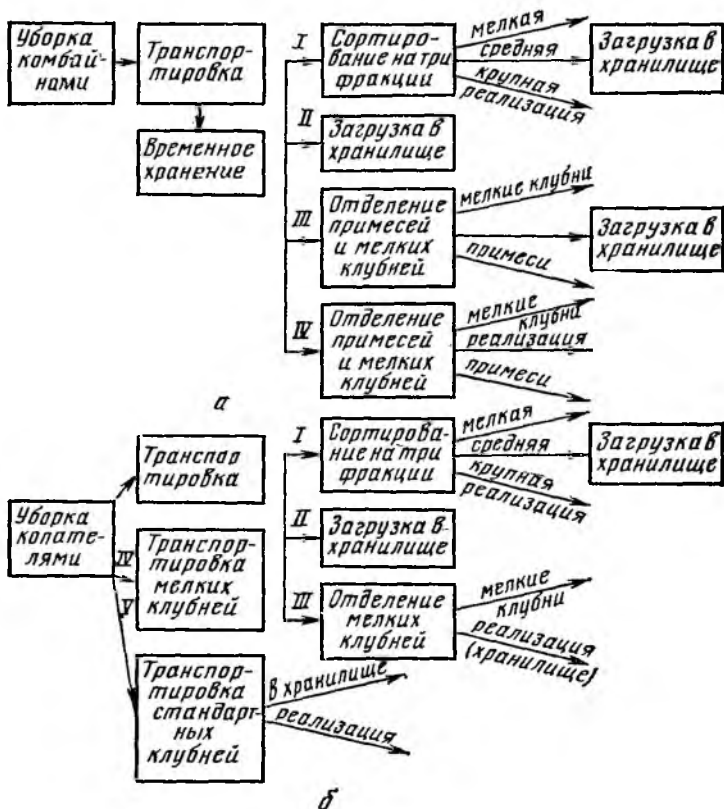 Уборка
комбай-
нами
Транспор-
тировка
Временное
хранение
I
Сортиро-
вание на три
фракции
мелкая
средняя
крупная
реализация
Загрузка в
хранилище
II
Загрузка в
хранилище
III
Отделение
примесей
и мелких
клубней
мелкие клубни
примеси
Загрузка в
хранилище
IV
Отделение
примесей
и мелких
клубней
мелкие
клубни
реализация
примеси
а
Уборка
копате-
лями
Транспор
тировка
IV
Транспор-
тировка
мелких
клубней
V
Транспор-
тировка
стандарт-
ных
клубней
в хранилище
реализация
I
Сортирова-
ние на три
фракции
мелкая
средняя
крупная
реализация
Загрузка в
хранилище
II
Загрузка в
хранилище
III
Отделение
мелких
клубней
мелкие
клубни
реализация
(хранилище)
б